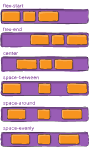 flex-start
flex-end
center
space-between
space-around
space-evenly